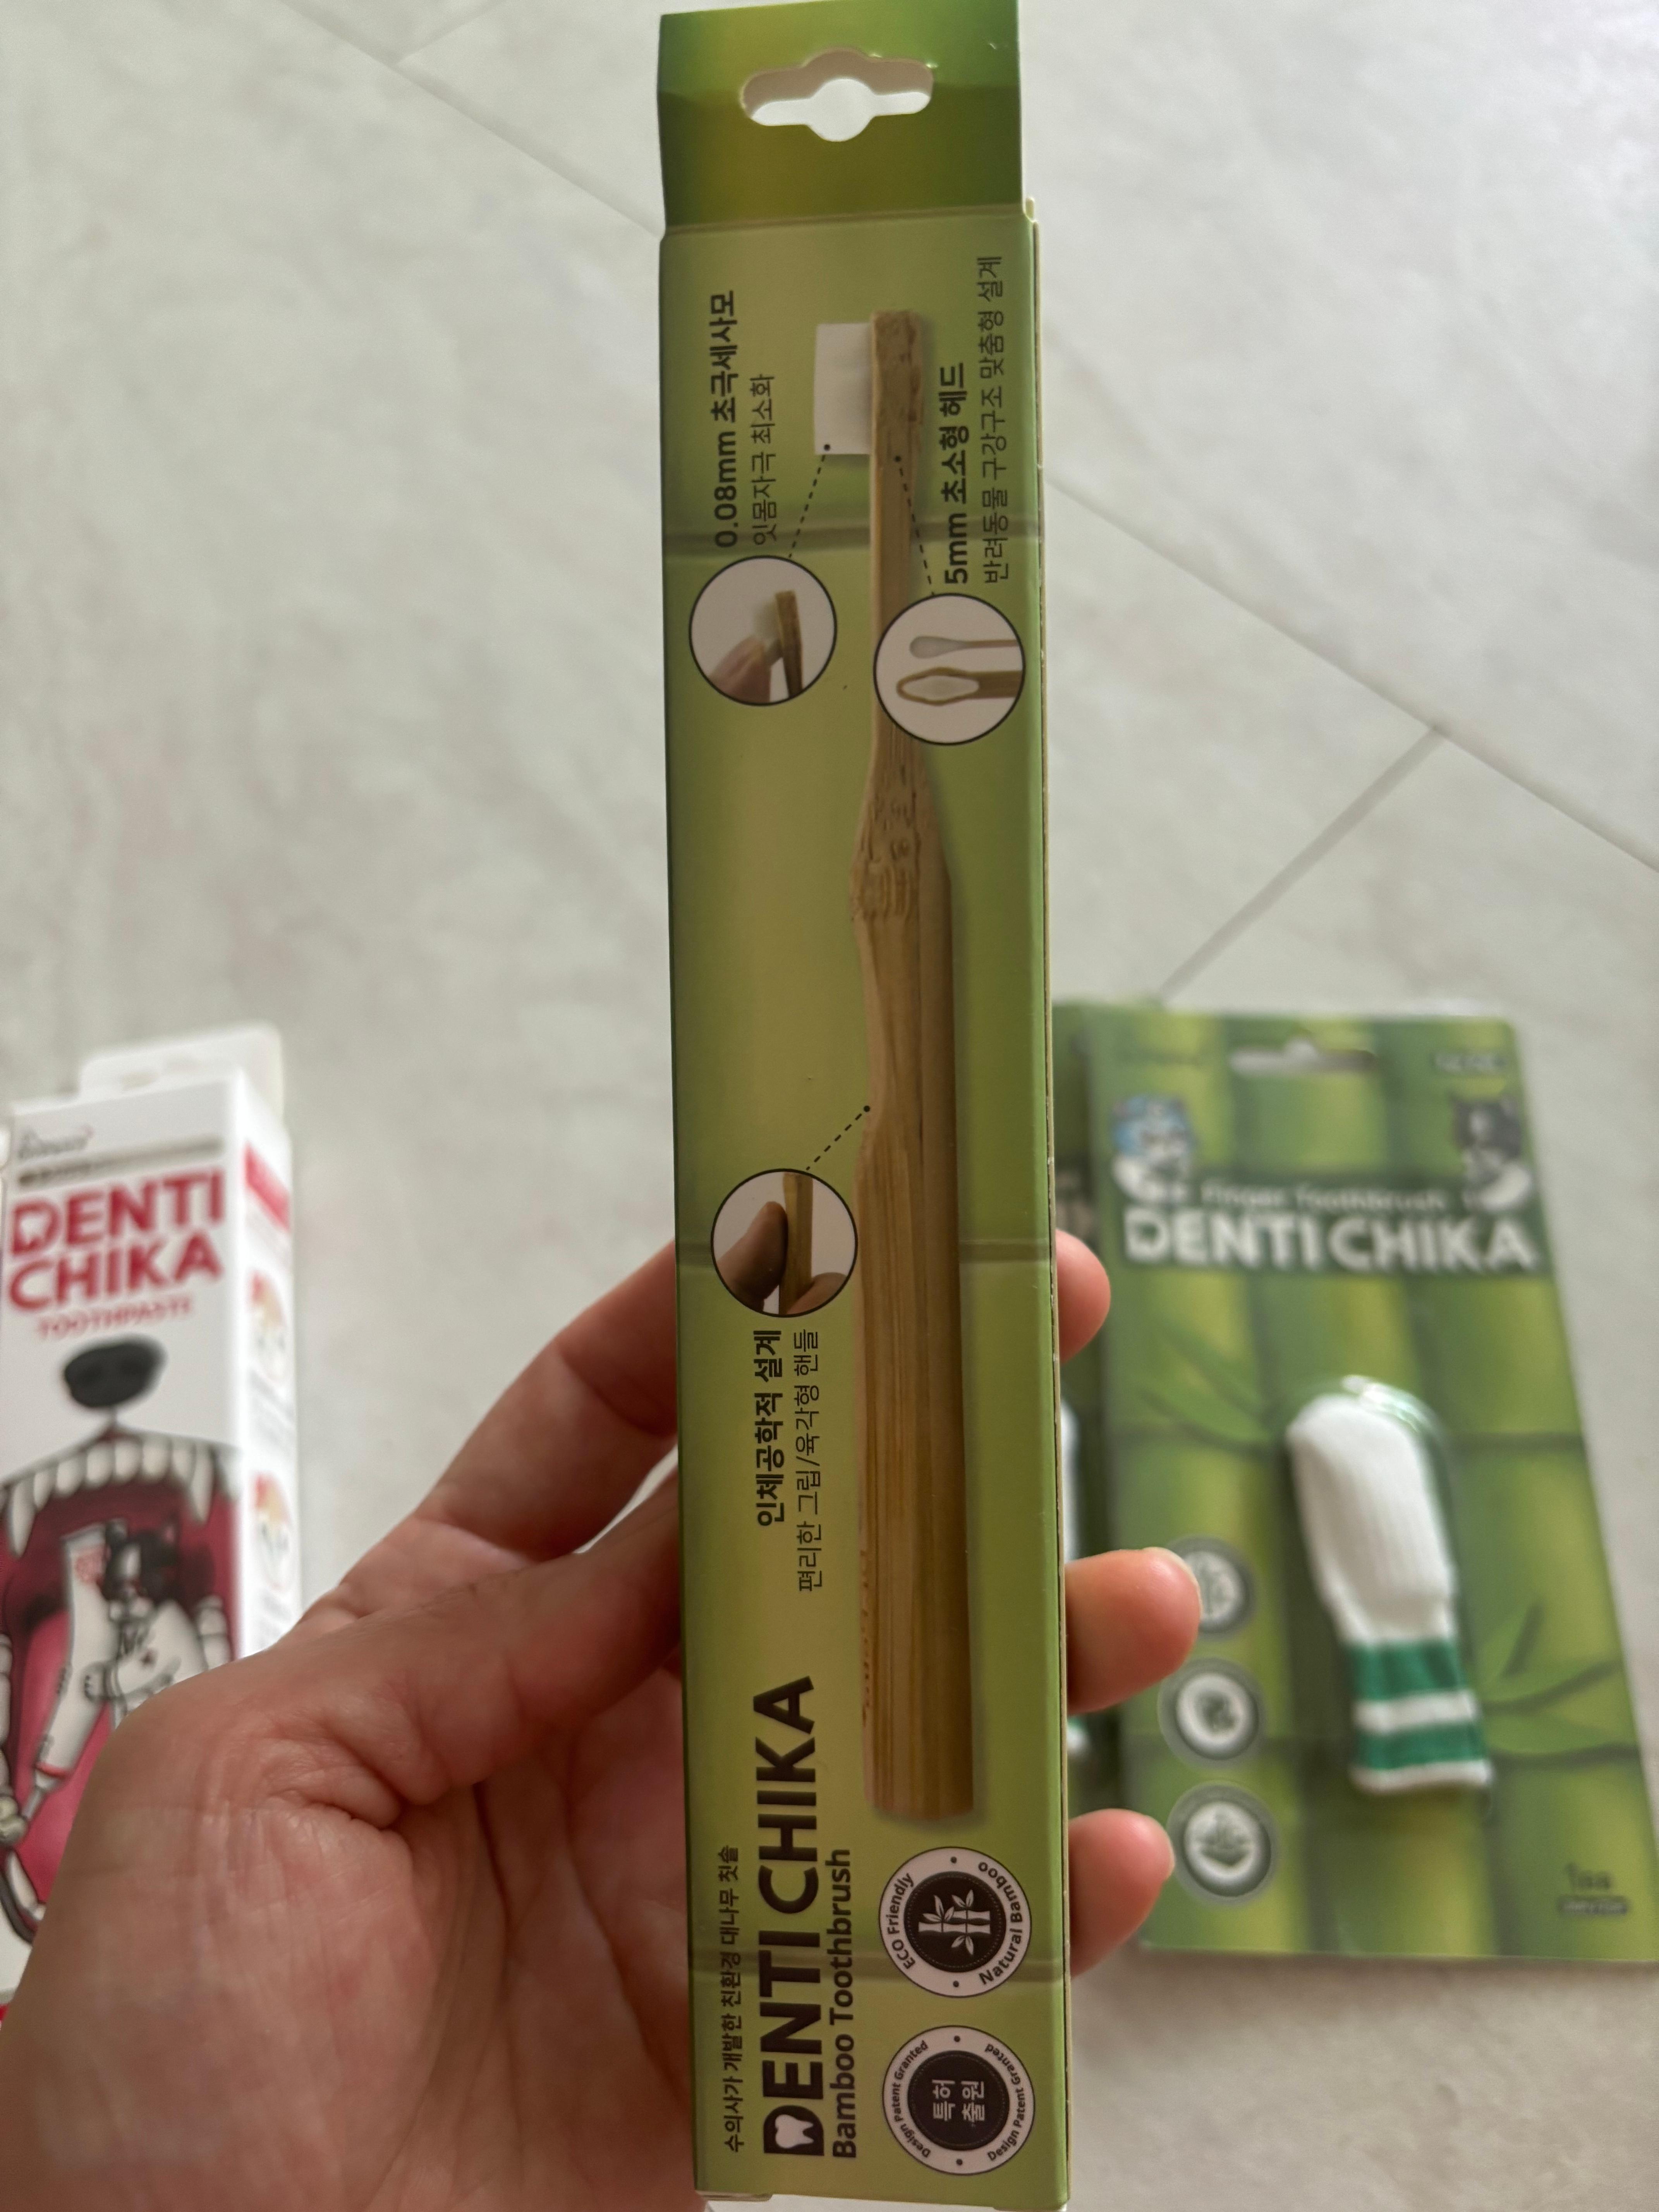 수의사가 개발한 친환경 대나무 칫솔
DENTI CHIKA
Bamboo Toothbrush
Design Patent Granted
특허
출원
Design Patent Granted
ECO Friendly
Natural Bamboo
인체공학적 설계
편리한 그립/육각형 핸들
0.08mm 초극세사모
잇몸자극 최소화
5mm 초소형 헤드
반려동물 구강구조 맞춤형 설계
DENTI
CHIKA
TOOTHPASTE
Finger Toothbrush
DENTI CHIKA
1ea